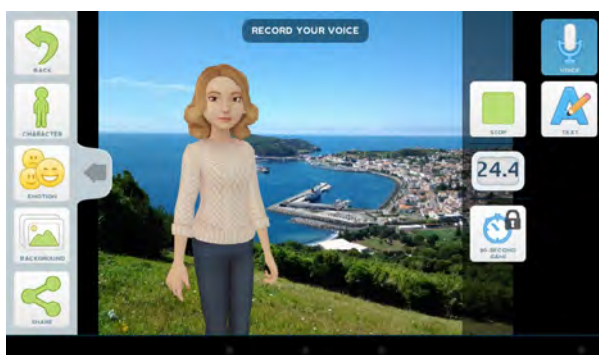 RECORD YOUR VOICE
BACK
CHARACTER
EMOTION
BACKGROUND
SHARE
VOICE
TEXT
STOP
24.4